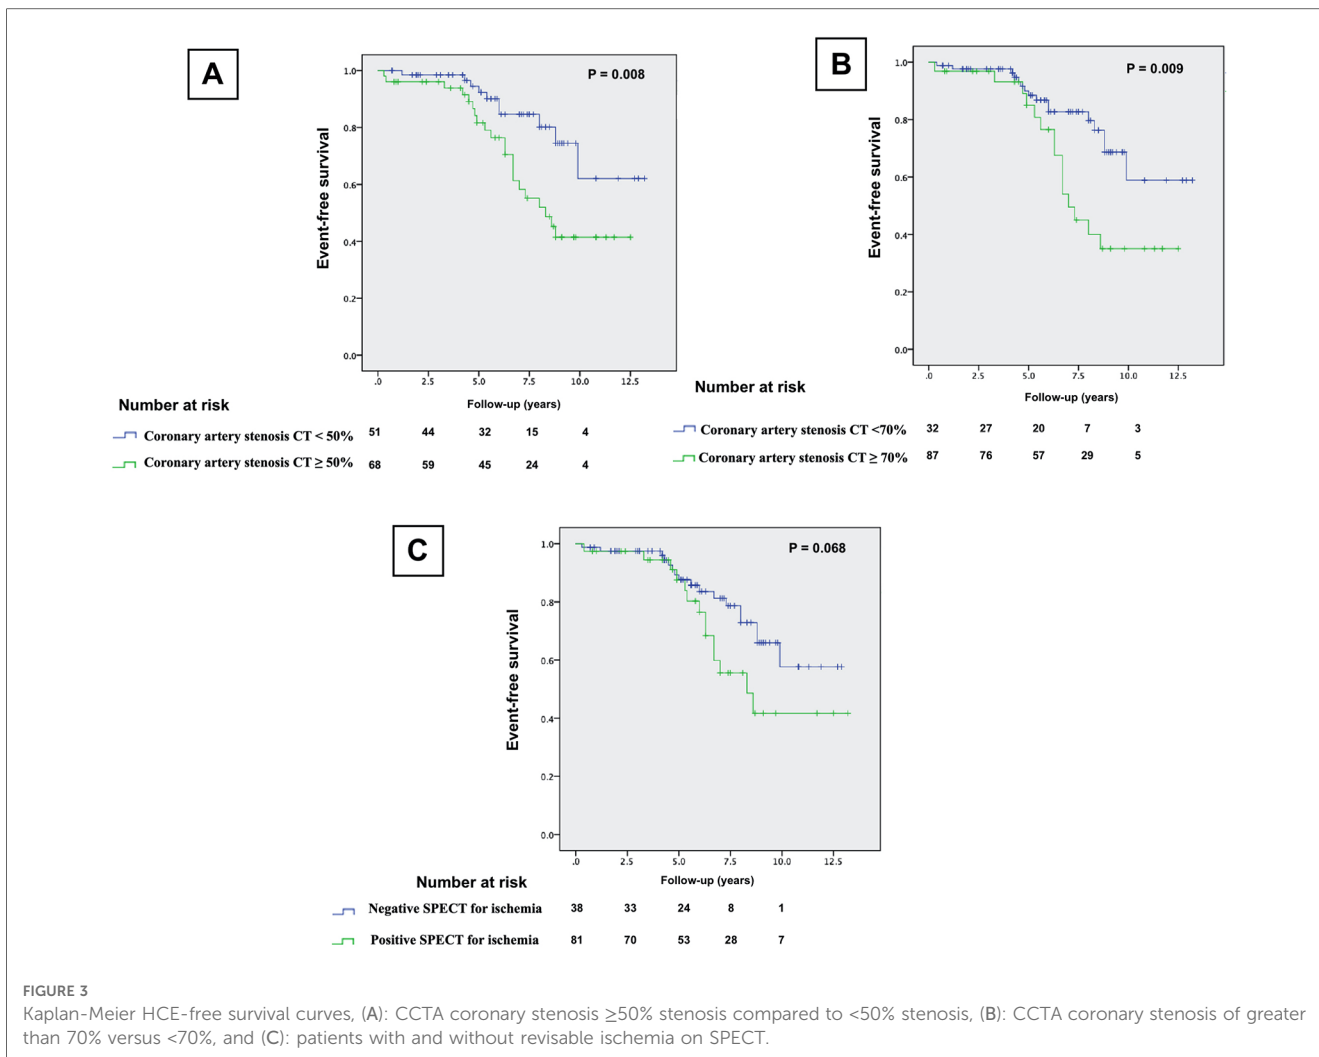 A
P = 0.008
Event-free survival
1.0
0.8
0.6
0.4
0.2
0.0
.0 2.5 5.0 7.5 10.0 12.5
Follow-up (years)
Number at risk
Coronary artery stenosis CT < 50% 51 44 32 15 4
Coronary artery stenosis CT ≥ 50% 68 59 45 24 4
B
P = 0.009
Event-free survival
1.0
0.8
0.6
0.4
0.2
0.0
.0 2.5 5.0 7.5 10.0 12.5
Follow-up (years)
Number at risk
Coronary artery stenosis CT <70% 32 27 20 7 3
Coronary artery stenosis CT ≥ 70% 87 76 57 29 5
C
P = 0.068
Event-free survival
1.0
0.8
0.6
0.4
0.2
0.0
.0 2.5 5.0 7.5 10.0 12.5
Follow-up (years)
Number at risk
Negative SPECT for ischemia 38 33 24 8 1
Positive SPECT for ischemia 81 70 53 28 7
FIGURE 3
Kaplan-Meier HCE-free survival curves, (A): CCTA coronary stenosis ≥50% stenosis compared to <50% stenosis, (B): CCTA coronary stenosis of greater
than 70% versus <70%, and (C): patients with and without revisable ischemia on SPECT.